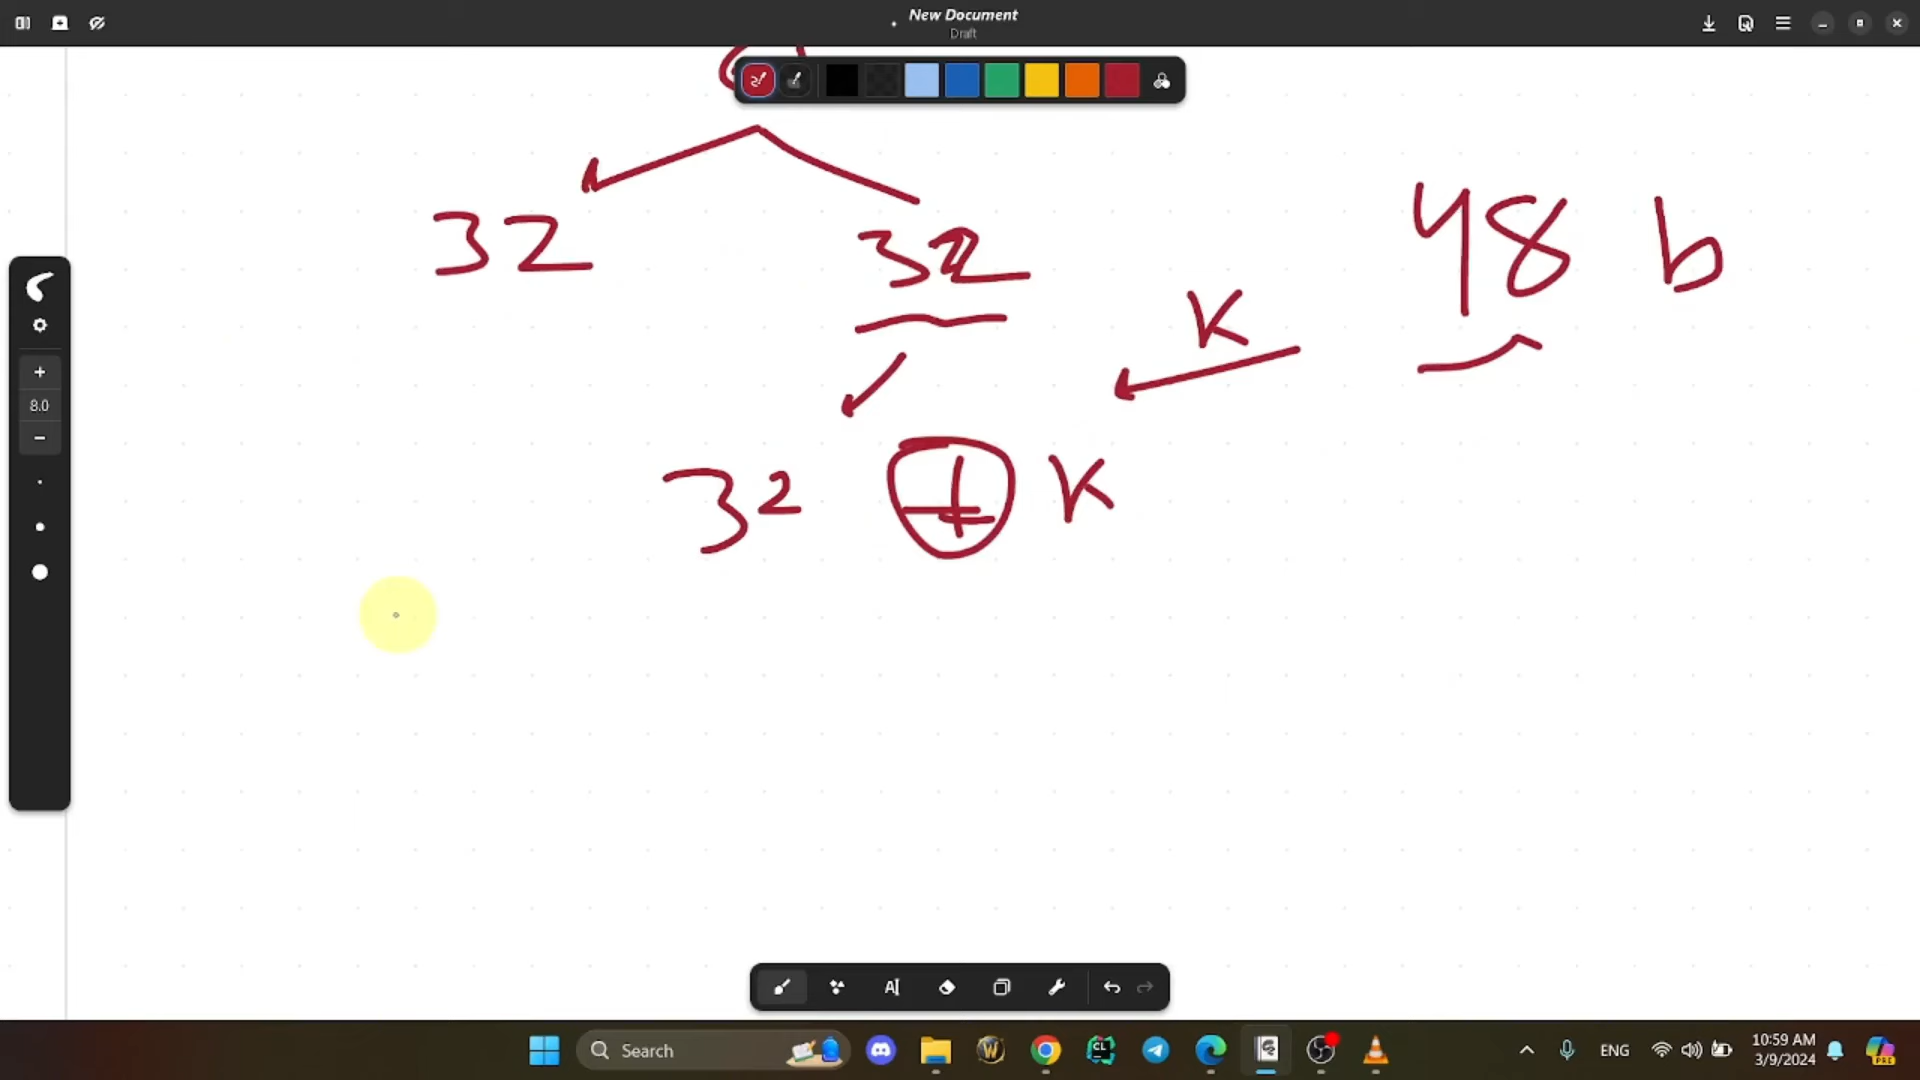 New Document
Draft
32
32
48 b
K
32 + K
8.0
Search
ENG
10:59 AM
3/9/2024